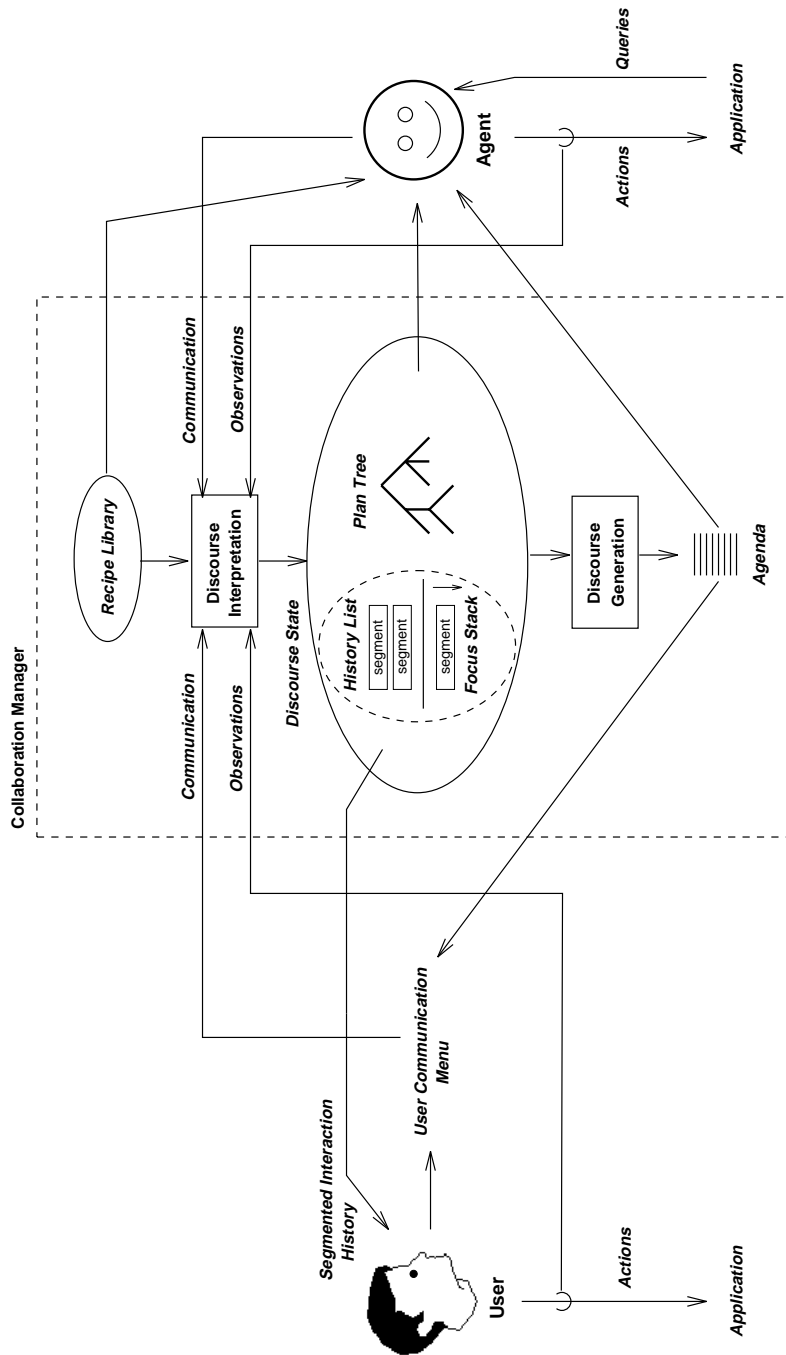 Collaboration Manager
Recipe Library
Communication
Communication
Observations
Observations
Discourse
Interpretation
Discourse State
History List
segment
segment
segment
Focus Stack
Plan Tree
Segmented Interaction
History
User Communication
Menu
User
Agent
Discourse
Generation
Agenda
Actions
Application
Actions
Queries
Application